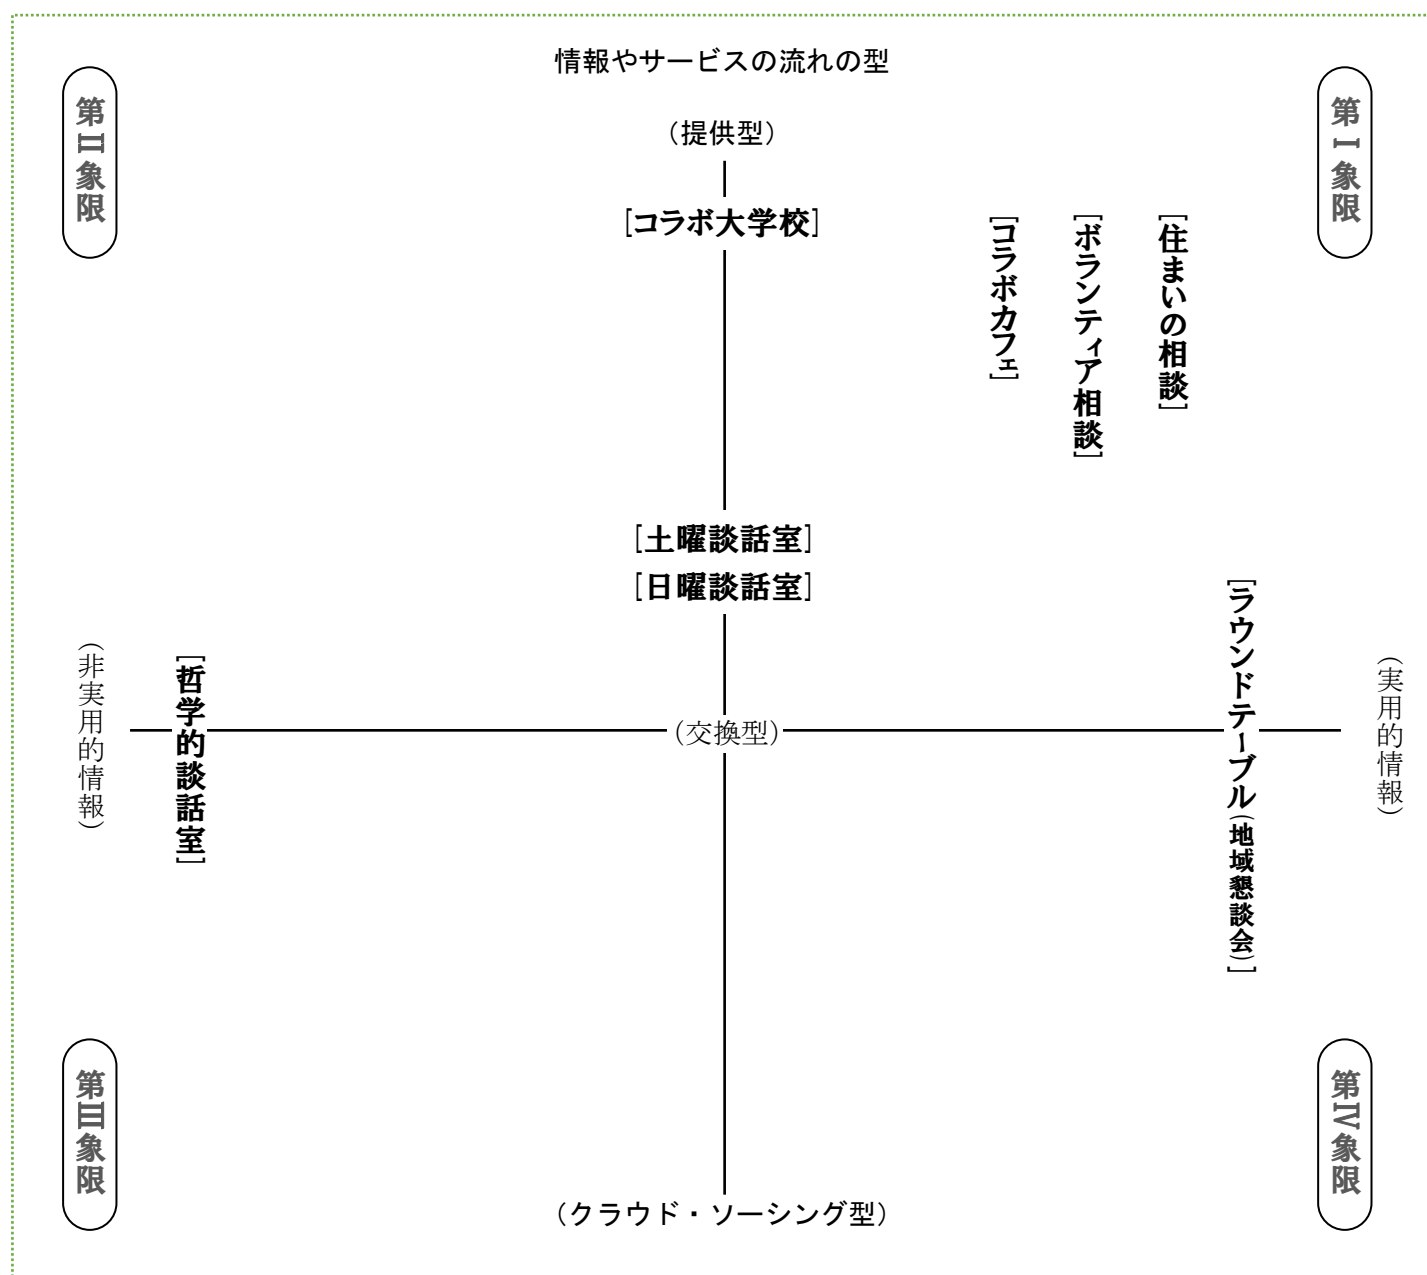 情報やサービスの流れの型
（提供型）
第Ⅱ象限
第Ⅰ象限
［コラボ大学校］
［コラボカフェ］
［ボランティア相談］
［住まいの相談］
［土曜談話室］
［日曜談話室］
（非実用的情報）
［哲学的談話室］
（交換型）
［ラウンドテーブル（地域懇談会）］
（実用的情報）
第Ⅲ象限
第Ⅳ象限
（クラウド・ソーシング型）